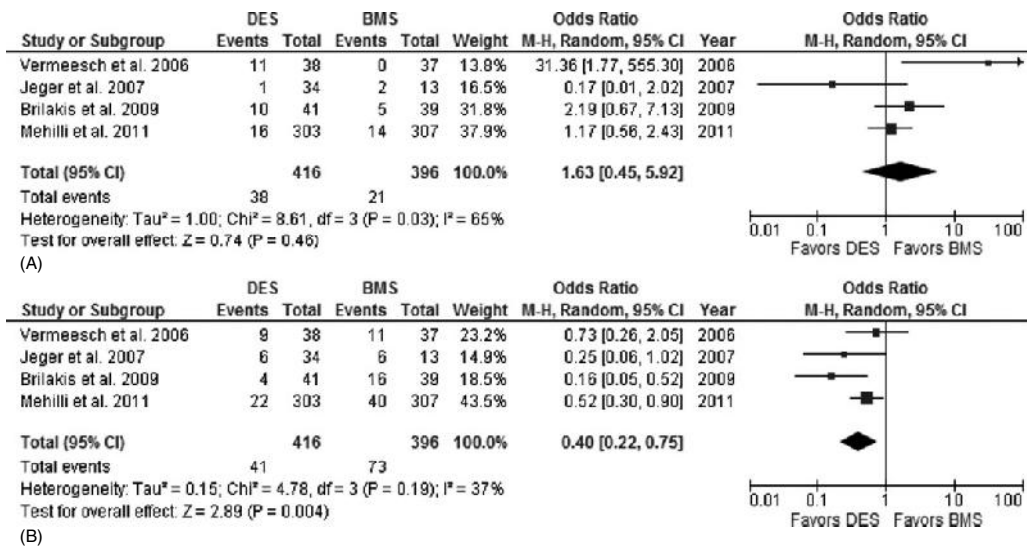 DES BMS Odds Ratio Odds Ratio
Study or Subgroup Events Total Events Total Weight M-H, Random, 95% CI Year M-H, Random, 95% CI
Vermeesch et al. 2006 11 38 0 37 13.8% 31.36 [1.77, 555.30] 2006
Jeger et al. 2007 1 34 2 13 16.5% 0.17 [0.01, 2.02] 2007
Brilakis et al. 2009 10 41 5 39 31.8% 2.19 [0.67, 7.13] 2009
Mehilli et al. 2011 16 303 14 307 37.9% 1.17 [0.56, 2.43] 2011
Total (95% CI) 416 396 100.0% 1.63 [0.45, 5.92]
Total events 38 21
Heterogeneity: Tau² = 1.00; Chi² = 8.61, df = 3 (P = 0.03); I² = 65%
Test for overall effect: Z = 0.74 (P = 0.46)
0.01 0.1 1 10 100
Favors DES Favors BMS
(A)
DES BMS Odds Ratio Odds Ratio
Study or Subgroup Events Total Events Total Weight M-H, Random, 95% CI Year M-H, Random, 95% CI
Vermeesch et al. 2006 9 38 11 37 23.2% 0.73 [0.26, 2.05] 2006
Jeger et al. 2007 6 34 6 13 14.9% 0.25 [0.06, 1.02] 2007
Brilakis et al. 2009 4 41 16 39 18.5% 0.16 [0.05, 0.52] 2009
Mehilli et al. 2011 22 303 40 307 43.5% 0.52 [0.30, 0.90] 2011
Total (95% CI) 416 396 100.0% 0.40 [0.22, 0.75]
Total events 41 73
Heterogeneity: Tau² = 0.15; Chi² = 4.78, df = 3 (P = 0.19); I² = 37%
Test for overall effect: Z = 2.89 (P = 0.004)
0.01 0.1 1 10 100
Favors DES Favors BMS
(B)